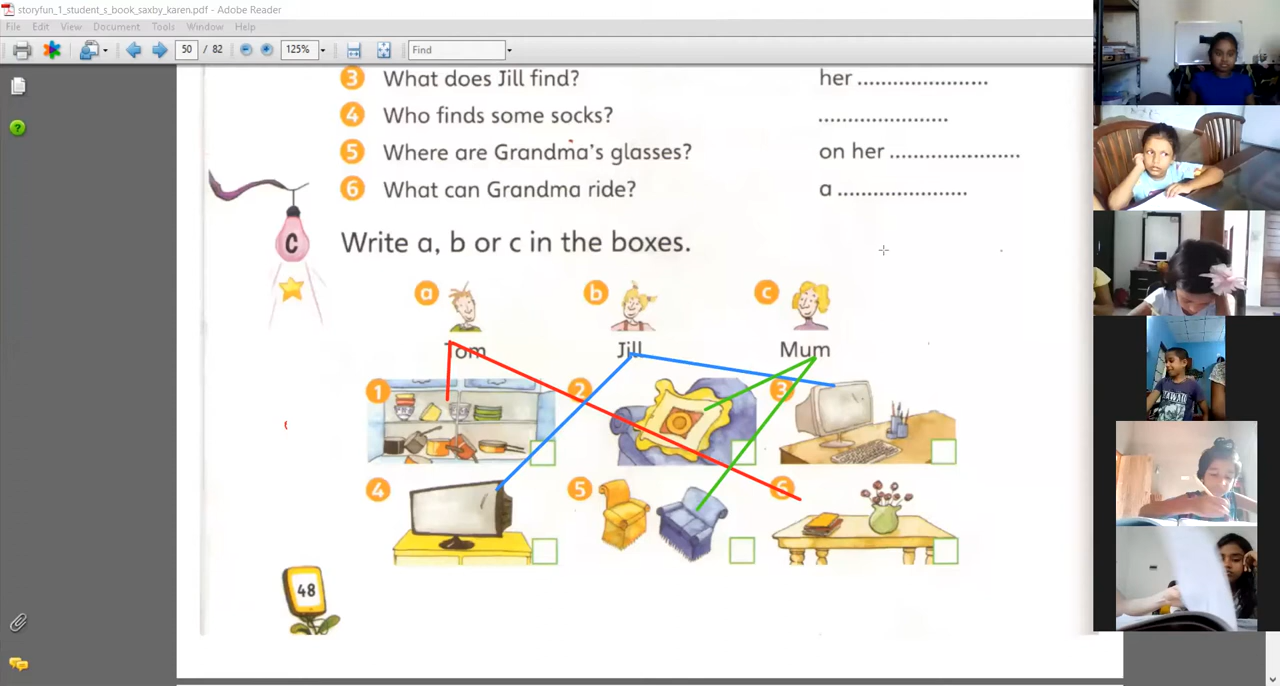 storyfun_1_student_s_book_saxby_karen.pdf - Adobe Reader
File Edit View Document Tools Window Help
50 / 82 125% Find
3 What does Jill find? her ......................
4 Who finds some socks? ......................
5 Where are Grandma's glasses? on her ......................
6 What can Grandma ride? a ......................
C Write a, b or c in the boxes.
a b c
Tom Jill Mum
1 2 3
4 5 6
48